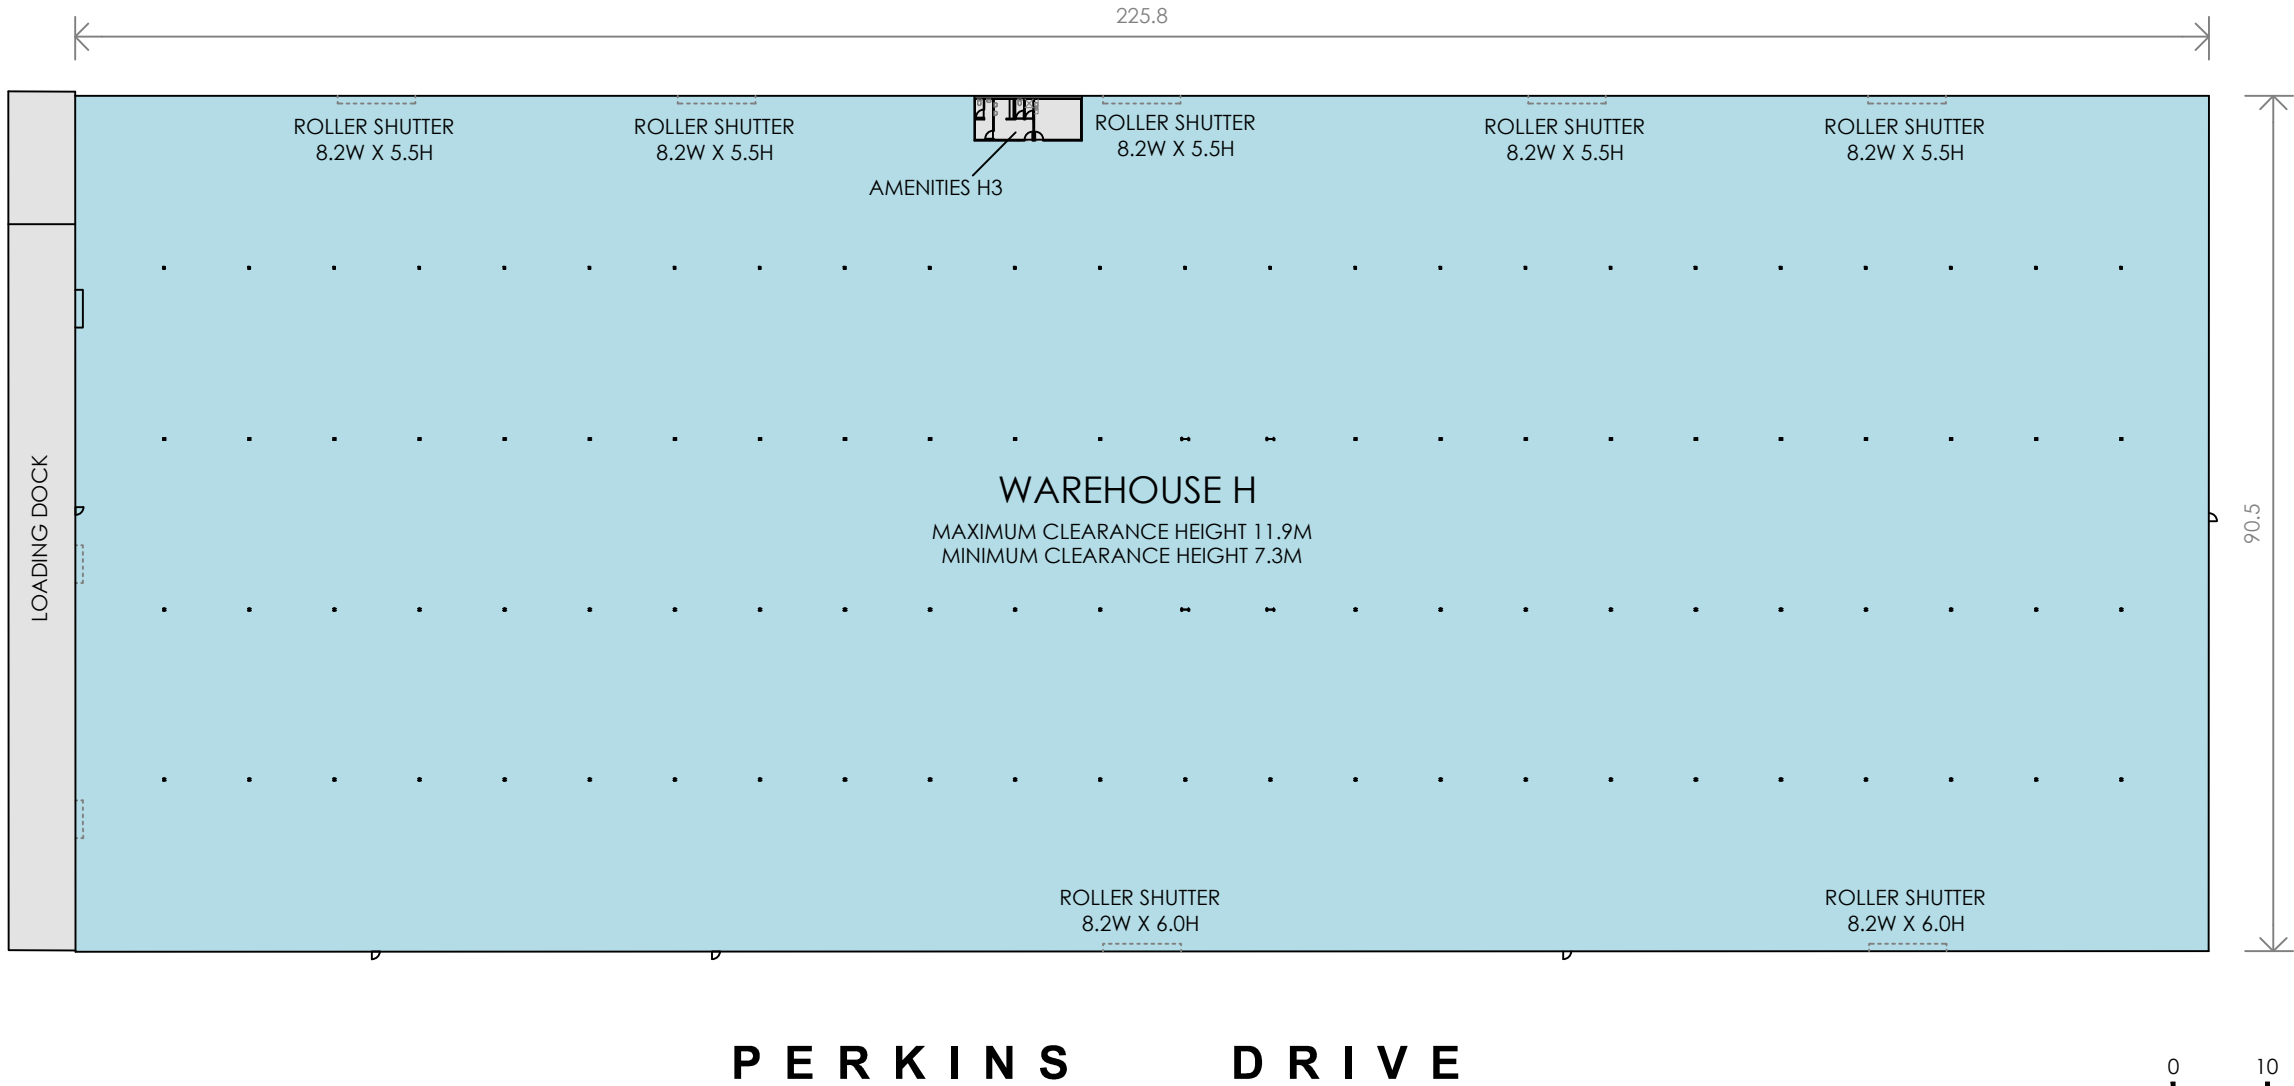 225.8
ROLLER SHUTTER
8.2W X 5.5H
ROLLER SHUTTER
8.2W X 5.5H
ROLLER SHUTTER
8.2W X 5.5H
ROLLER SHUTTER
8.2W X 5.5H
ROLLER SHUTTER
8.2W X 5.5H
AMENITIES H3
LOADING DOCK
WAREHOUSE H
MAXIMUM CLEARANCE HEIGHT 11.9M
MINIMUM CLEARANCE HEIGHT 7.3M
90.5
ROLLER SHUTTER
8.2W X 6.0H
ROLLER SHUTTER
8.2W X 6.0H
PERKINS DRIVE
0 10